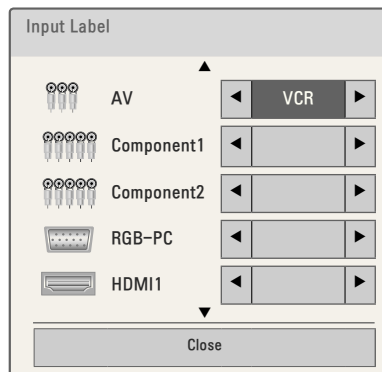 Input Label
AV VCR
Component1
Component2
RGB-PC
HDMI1
Close